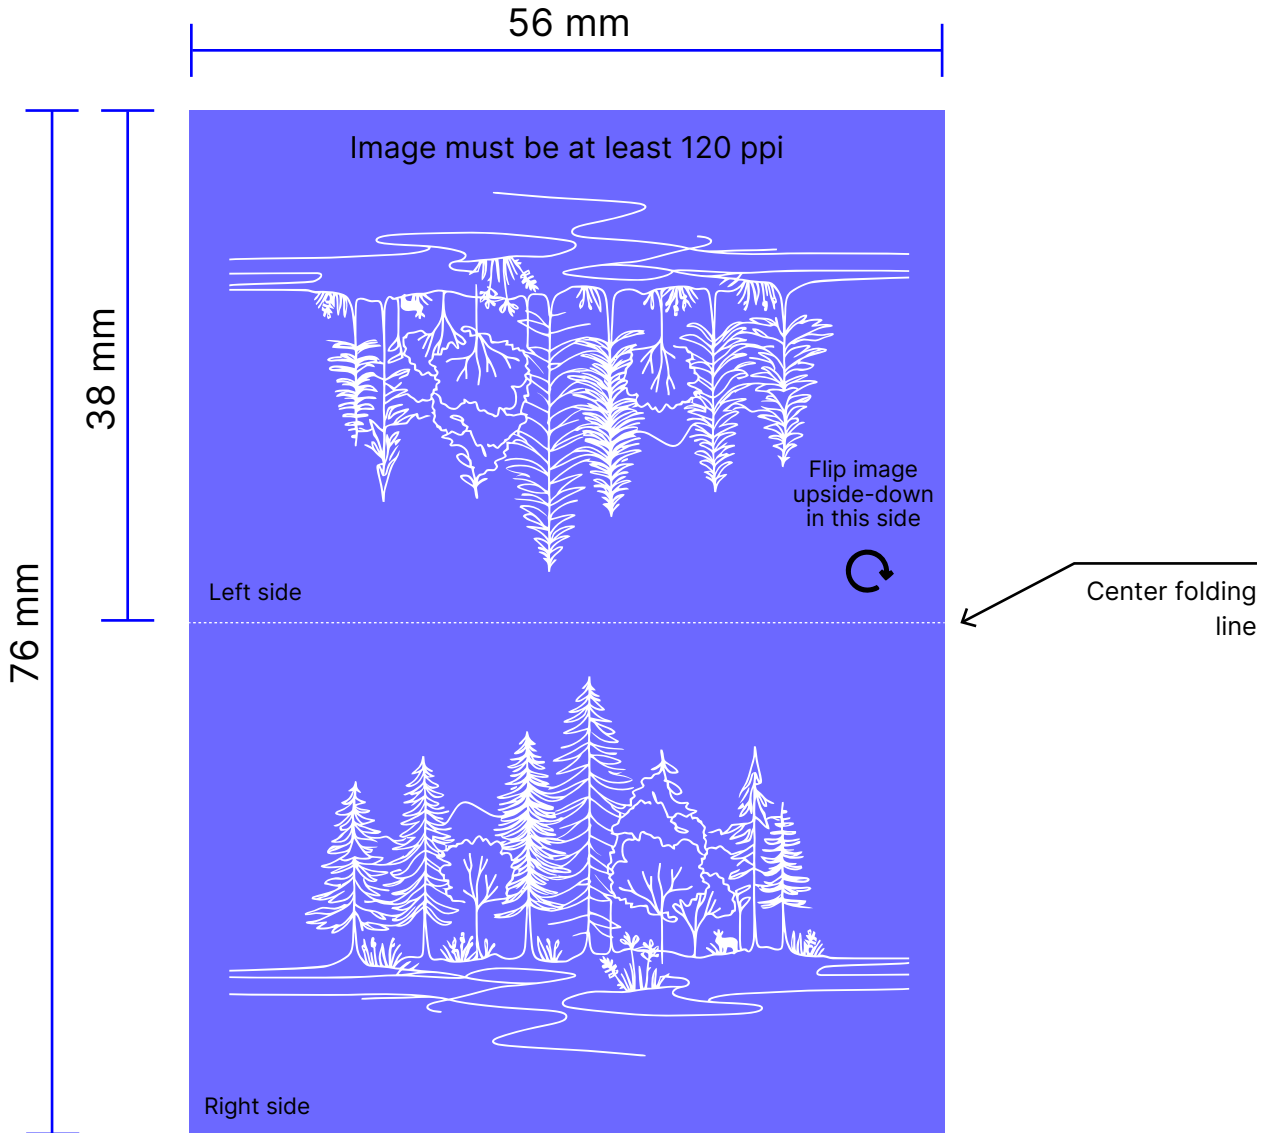 56 mm
Image must be at least 120 ppi
38 mm
76 mm
Flip image
upside-down
in this side
Left side
Center folding
line
Right side